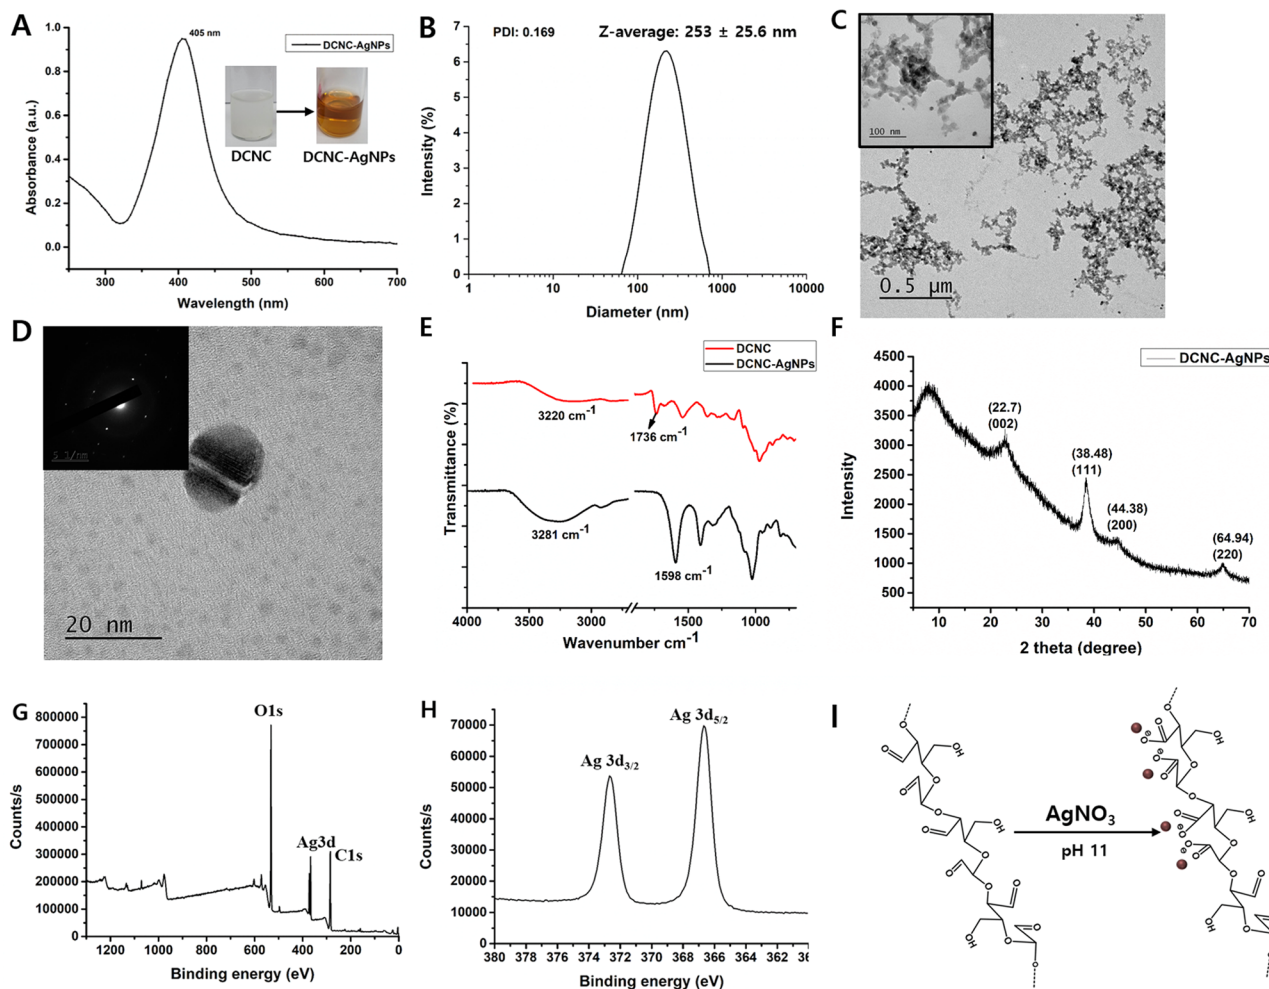 A
405 nm
DCNC-AgNPs
DCNC
DCNC-AgNPs
Absorbance (a.u.)
1.0
0.8
0.6
0.4
0.2
0.0
300
400
500
600
700
Wavelength (nm)
B
PDI: 0.169
Z-average: 253 ± 25.6 nm
Intensity (%)
7
6
5
4
3
2
1
0
1
10
100
1000
10000
Diameter (nm)
C
100 nm
0.5 µm
D
5 1/nm
20 nm
E
DCNC
DCNC-AgNPs
Transmittance (%)
3220 cm-1
1736 cm-1
3281 cm-1
1598 cm-1
4000
3000
2000
1000
Wavenumber cm-1
F
DCNC-AgNPs
Intensity
4500
4000
3500
3000
2500
2000
1500
1000
500
0
(22.7)
(002)
(38.48)
(111)
(44.38)
(200)
(64.94)
(220)
10
20
30
40
50
60
70
2 theta (degree)
G
O1s
Ag3d
C1s
Counts/s
800000
700000
600000
500000
400000
300000
200000
100000
0
1200
1000
800
600
400
200
0
Binding energy (eV)
H
Ag 3d5/2
Ag 3d3/2
Counts/s
70000
60000
50000
40000
30000
20000
10000
0
380
378
376
374
372
370
368
366
364
362
36
Binding energy (eV)
I
AgNO3
pH 11
O
OH
HO